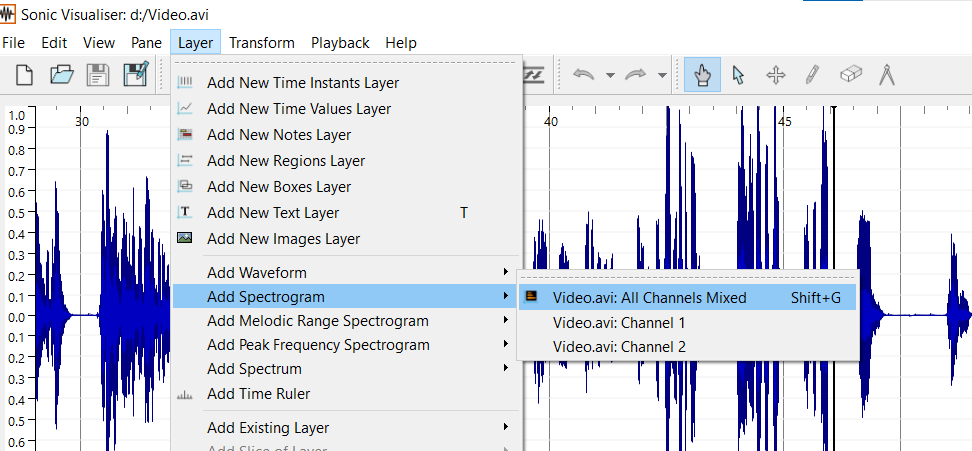 Sonic Visualiser: d:/Video.avi
File Edit View Pane Layer Transform Playback Help
Add New Time Instants Layer
Add New Time Values Layer
Add New Notes Layer
Add New Regions Layer
Add New Boxes Layer
Add New Text Layer T
Add New Images Layer
Add Waveform
Add Spectrogram
Add Melodic Range Spectrogram
Add Peak Frequency Spectrogram
Add Spectrum
Add Time Ruler
Add Existing Layer
Add Slice of Layer
Video.avi: All Channels Mixed Shift+G
Video.avi: Channel 1
Video.avi: Channel 2
30 40 45
1.0
0.9
0.8
0.7
0.6
0.5
0.4
0.3
0.2
0.1
0.0
0.1
0.2
0.3
0.4
0.5
0.6